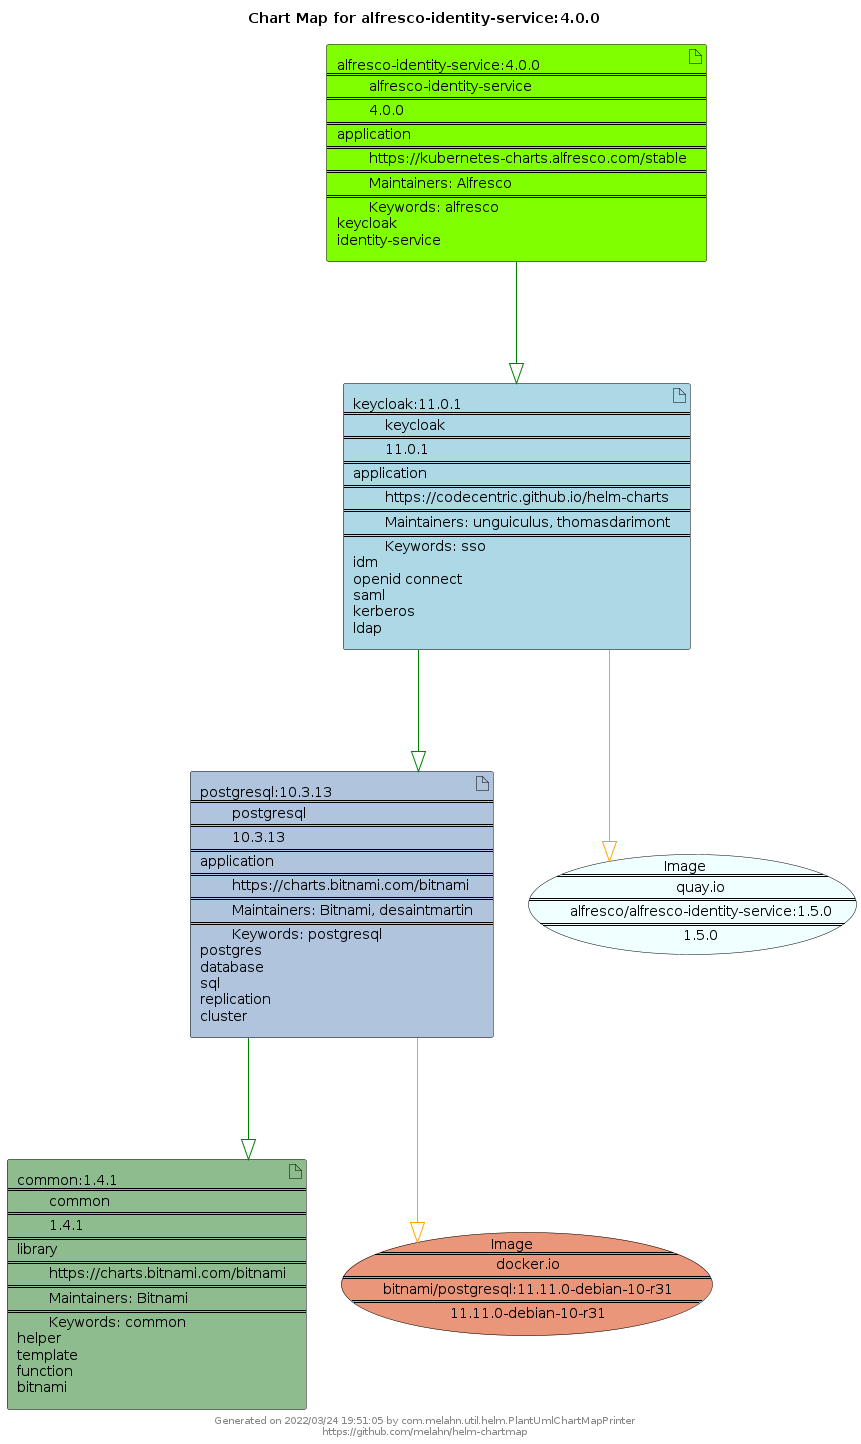 Chart Map for alfresco-identity-service:4.0.0
alfresco-identity-service:4.0.0
alfresco-identity-service
4.0.0
application
https://kubernetes-charts.alfresco.com/stable
Maintainers: Alfresco
Keywords: alfresco
keycloak
identity-service
keycloak:11.0.1
keycloak
11.0.1
application
https://codecentric.github.io/helm-charts
Maintainers: unguiculus, thomasdarimont
Keywords: sso
idm
openid connect
saml
kerberos
ldap
postgresql:10.3.13
postgresql
10.3.13
application
https://charts.bitnami.com/bitnami
Maintainers: Bitnami, desaintmartin
Keywords: postgresql
postgres
database
sql
replication
cluster
Image
quay.io
alfresco/alfresco-identity-service:1.5.0
1.5.0
common:1.4.1
common
1.4.1
library
https://charts.bitnami.com/bitnami
Maintainers: Bitnami
Keywords: common
helper
template
function
bitnami
Image
docker.io
bitnami/postgresql:11.11.0-debian-10-r31
11.11.0-debian-10-r31
Generated on 2022/03/24 19:51:05 by com.melahn.util.helm.PlantUmlChartMapPrinter
https://github.com/melahn/helm-chartmap